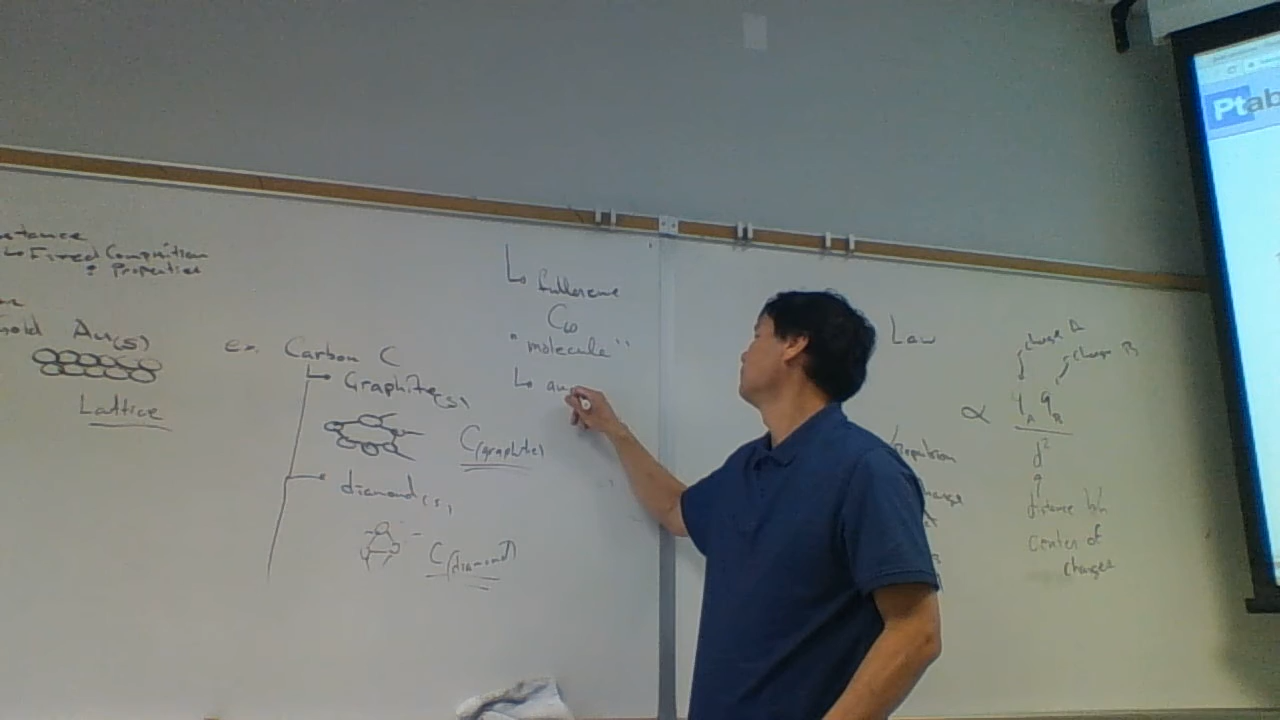 Fixed Composition
: Properties
Gold Au(s)
Lattice
Ex. Carbon C
Graphite(s)
C(graphite)
diamond(s)
C(diamond)
fullerene
C60
"molecule"
Law
charge A
charge B
∝ qA qB
d²
Repulsion
distance b/t
Center of
charges
Ptab